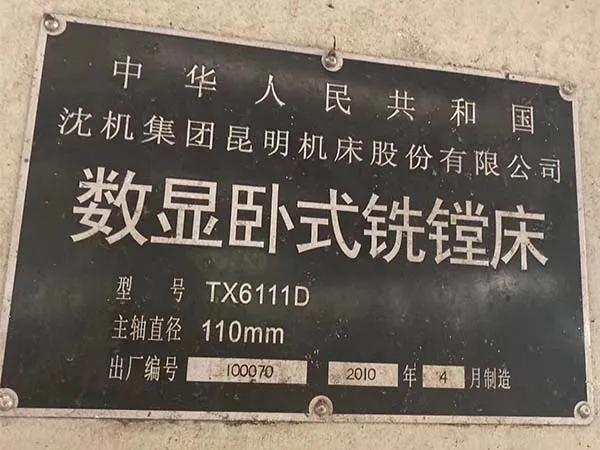 中华人民共和国
沈机集团昆明机床股份有限公司
数显卧式铣镗床
型号 TX6111D
主轴直径 110mm
出厂编号 100070 2010 年 4 月制造